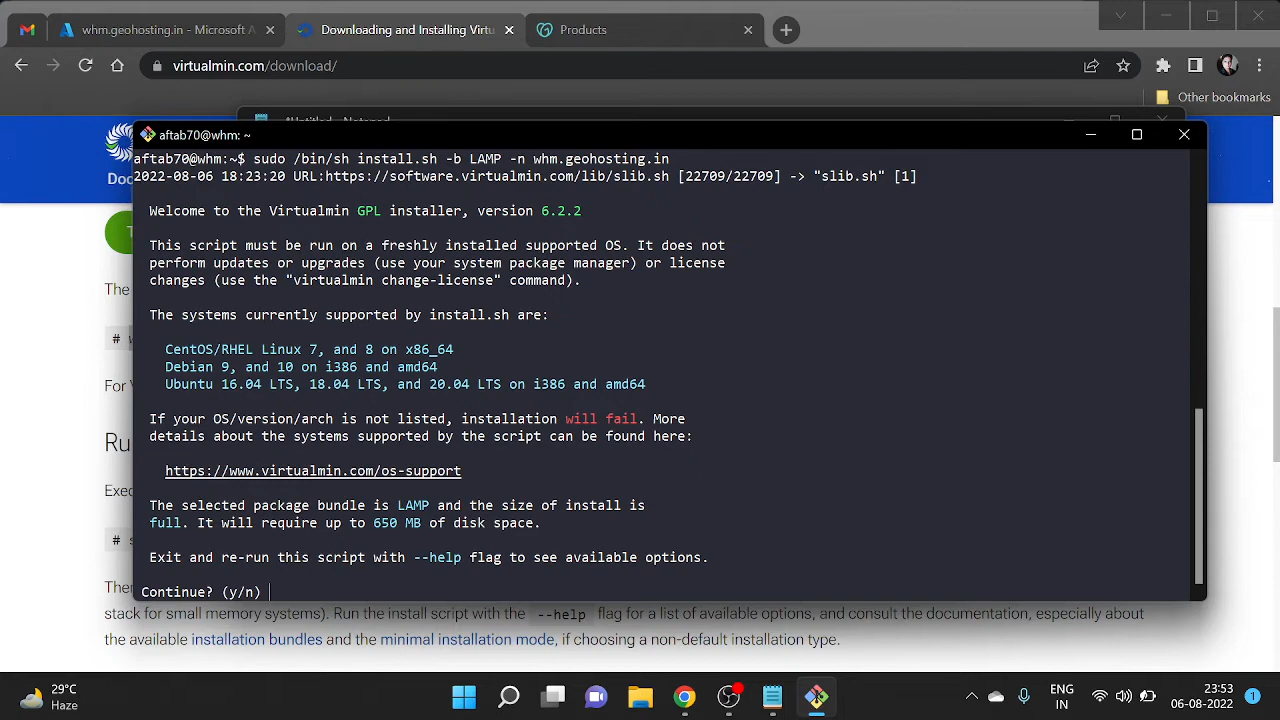 whm.geohosting.in - Microsoft A
Downloading and Installing Virtu
Products
virtualmin.com/download/
Other bookmarks
aftab70@whm: ~
aftab70@whm:~$ sudo /bin/sh install.sh -b LAMP -n whm.geohosting.in
2022-08-06 18:23:20 URL:https://software.virtualmin.com/lib/slib.sh [22709/22709] -> "slib.sh" [1]
Welcome to the Virtualmin GPL installer, version 6.2.2
This script must be run on a freshly installed supported OS. It does not
perform updates or upgrades (use your system package manager) or license
changes (use the "virtualmin change-license" command).
The systems currently supported by install.sh are:
CentOS/RHEL Linux 7, and 8 on x86_64
Debian 9, and 10 on i386 and amd64
Ubuntu 16.04 LTS, 18.04 LTS, and 20.04 LTS on i386 and amd64
If your OS/version/arch is not listed, installation will fail. More
details about the systems supported by the script can be found here:
https://www.virtualmin.com/os-support
The selected package bundle is LAMP and the size of install is
full. It will require up to 650 MB of disk space.
Exit and re-run this script with --help flag to see available options.
Continue? (y/n)
stack for small memory systems). Run the install script with the --help flag for a list of available options, and consult the documentation, especially about
the available installation bundles and the minimal installation mode, if choosing a non-default installation type.
29°C
Haze
ENG
IN
23:53
06-08-2022
1